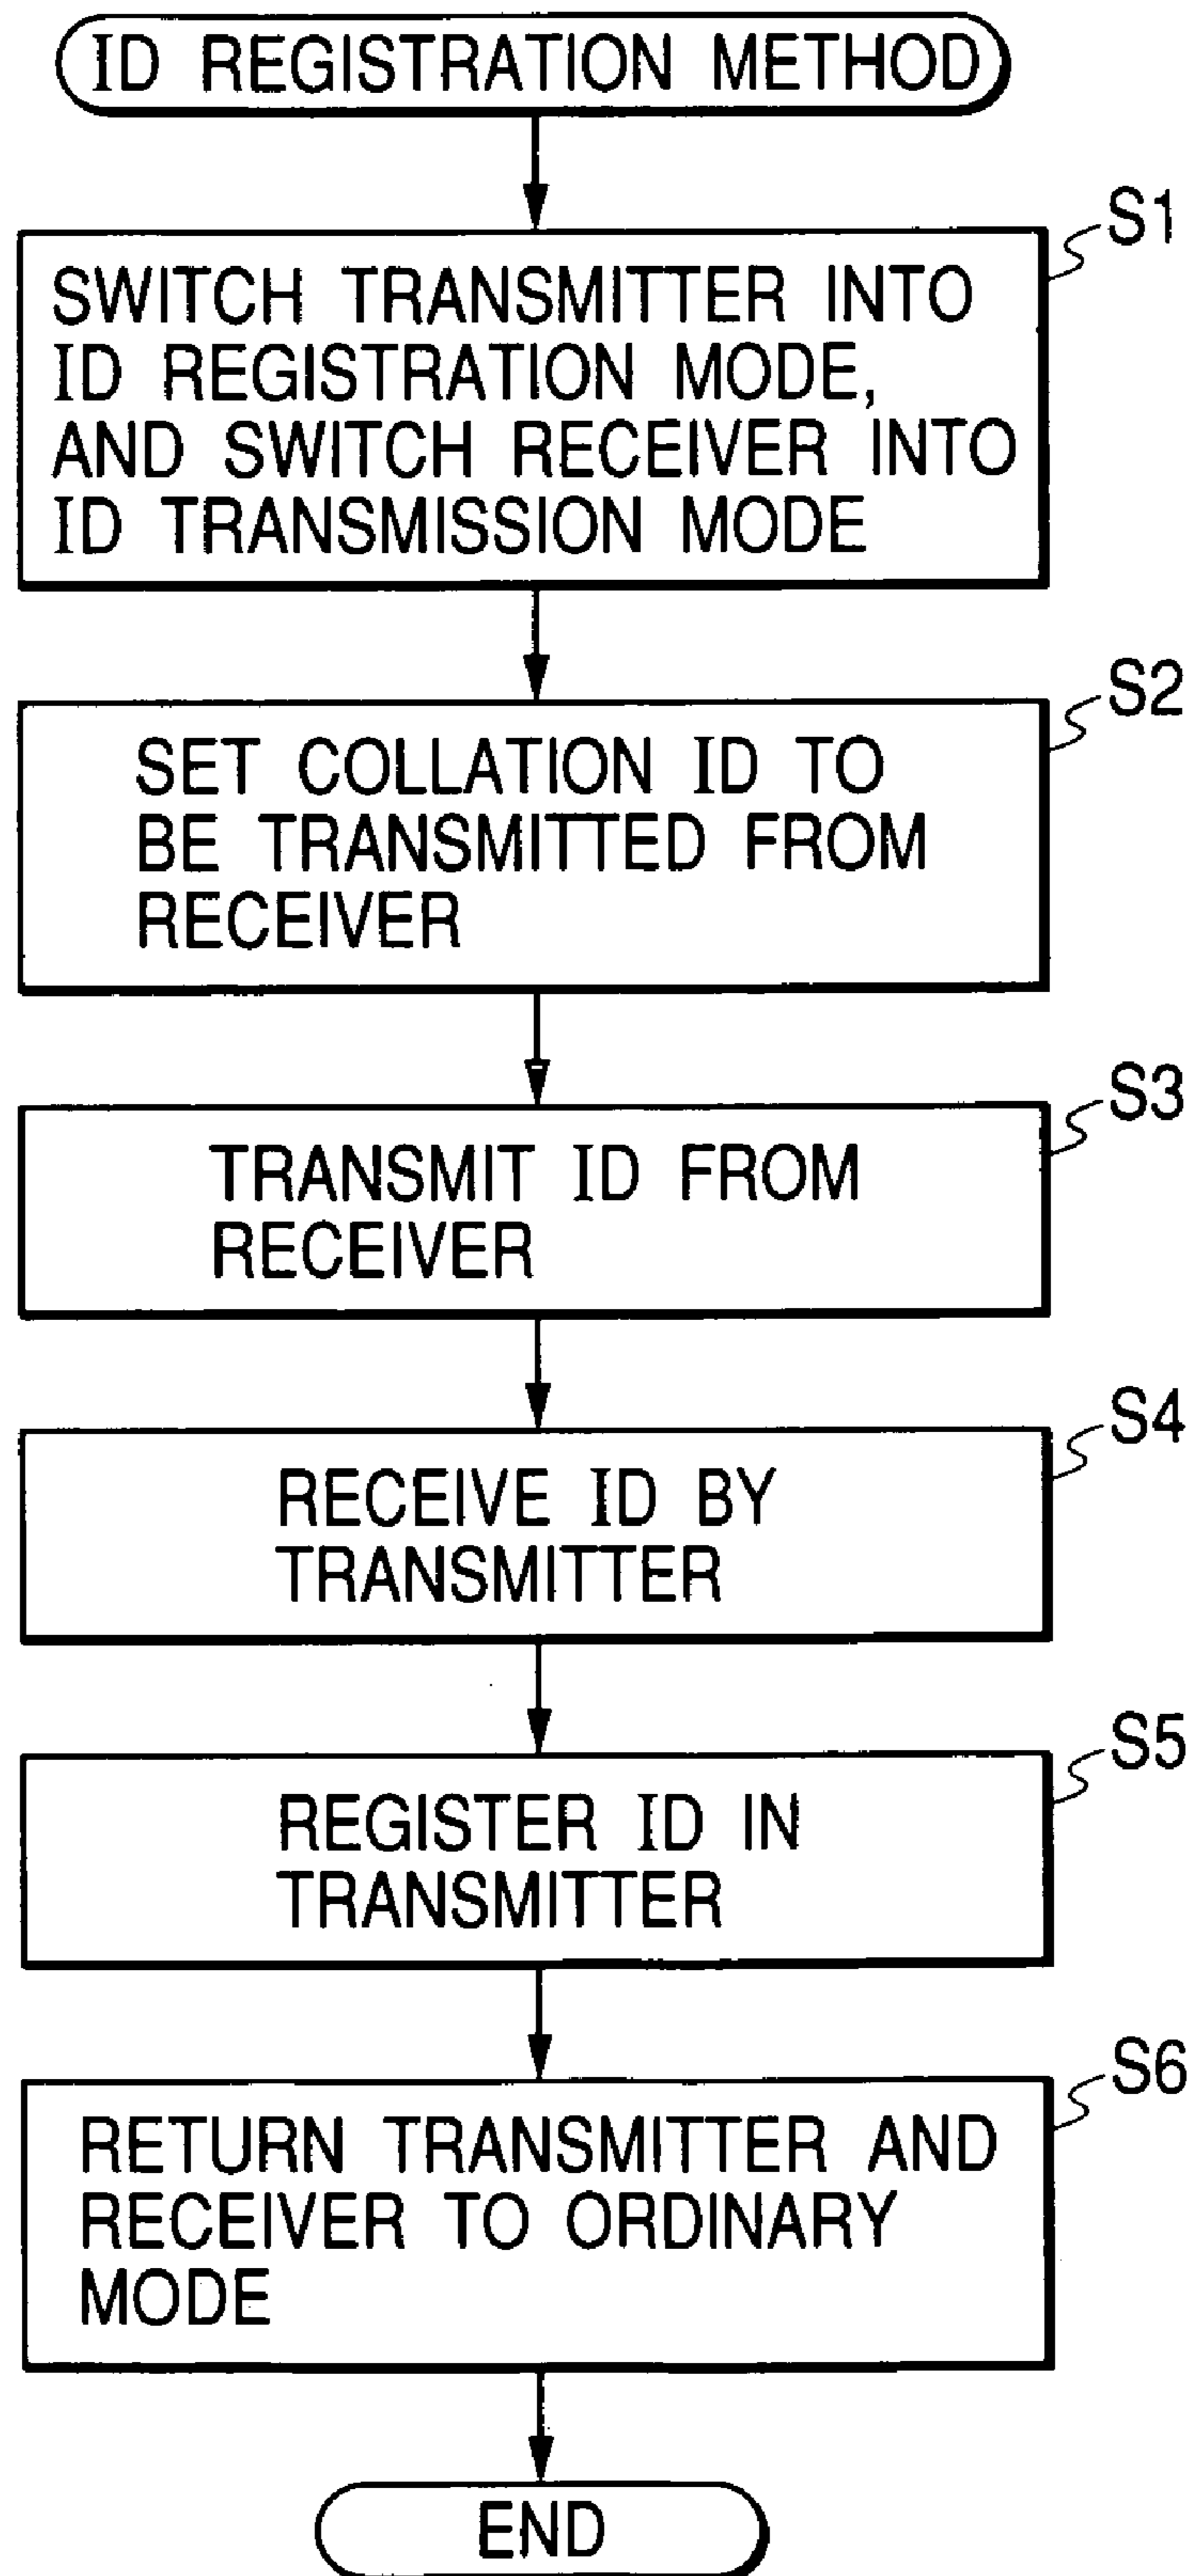 ID REGISTRATION METHOD
S1
SWITCH TRANSMITTER INTO
ID REGISTRATION MODE,
AND SWITCH RECEIVER INTO
ID TRANSMISSION MODE
S2
SET COLLATION ID TO
BE TRANSMITTED FROM
RECEIVER
S3
TRANSMIT ID FROM
RECEIVER
S4
RECEIVE ID BY
TRANSMITTER
S5
REGISTER ID IN
TRANSMITTER
S6
RETURN TRANSMITTER AND
RECEIVER TO ORDINARY
MODE
END